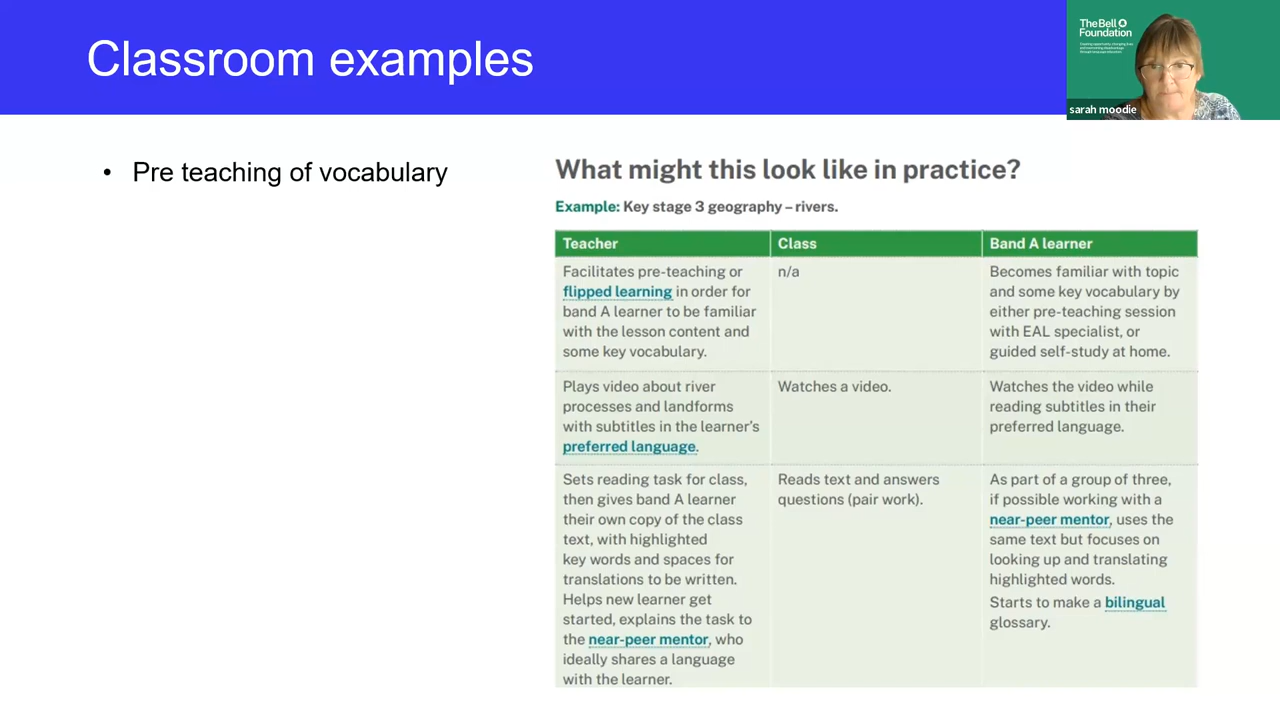 Classroom examples
The Bell
Foundation
sarah moodie
• Pre teaching of vocabulary
What might this look like in practice?
Example: Key stage 3 geography – rivers.
Teacher
Class
Band A learner
Facilitates pre-teaching or
flipped learning in order for
band A learner to be familiar
with the lesson content and
some key vocabulary.
n/a
Becomes familiar with topic
and some key vocabulary by
either pre-teaching session
with EAL specialist, or
guided self-study at home.
Plays video about river
processes and landforms
with subtitles in the learner’s
preferred language.
Watches a video.
Watches the video while
reading subtitles in their
preferred language.
Sets reading task for class,
then gives band A learner
their own copy of the class
text, with highlighted
key words and spaces for
translations to be written.
Helps new learner get
started, explains the task to
the near-peer mentor, who
ideally shares a language
with the learner.
Reads text and answers
questions (pair work).
As part of a group of three,
if possible working with a
near-peer mentor, uses the
same text but focuses on
looking up and translating
highlighted words.
Starts to make a bilingual
glossary.